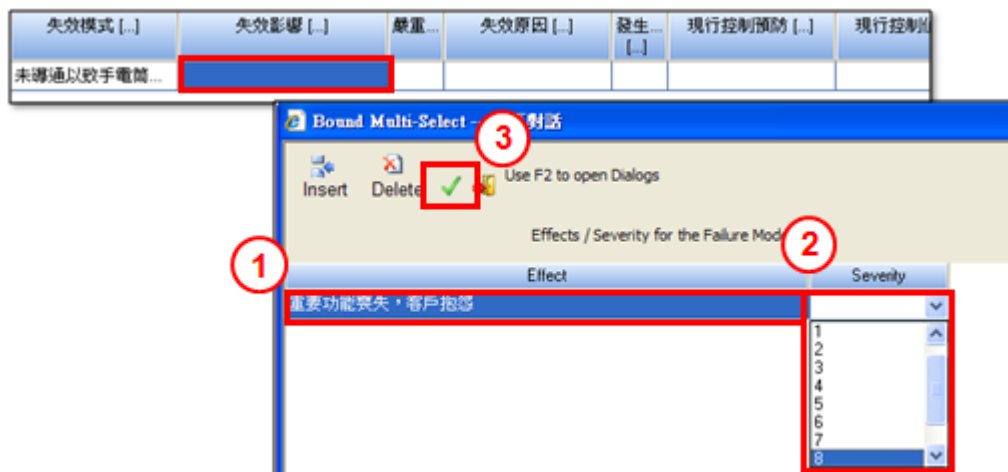 失效模式 [...] 失效影響 [...] 嚴重... 失效原因 [...] 發生... [...] 現行控制預防 [...] 現行控制
未導通以致手電筒...
Bound Multi-Select – 對話
3
Insert Delete Use F2 to open Dialogs
Effects / Severity for the Failure Mod
1
2
Effect Severity
重要功能喪失，客戶抱怨
1
2
3
4
5
6
7
8